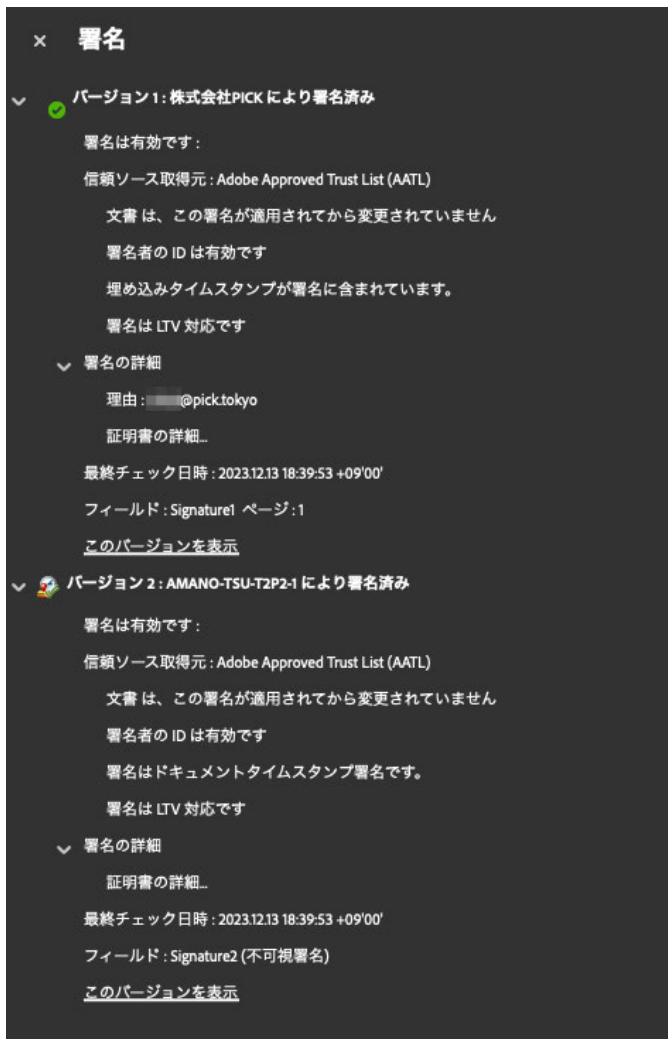 署名
バージョン 1 : 株式会社PICK により署名済み
署名は有効です :
信頼ソース取得元 : Adobe Approved Trust List (AATL)
文書 は、この署名が適用されてから変更されていません
署名者の ID は有効です
埋め込みタイムスタンプが署名に含まれています。
署名は LTV 対応です
署名の詳細
理由 : @pick.tokyo
証明書の詳細...
最終チェック日時 : 2023.12.13 18:39:53 +09'00'
フィールド : Signature1 ページ : 1
このバージョンを表示
バージョン 2 : AMANO-TSU-T2P2-1 により署名済み
署名は有効です :
信頼ソース取得元 : Adobe Approved Trust List (AATL)
文書 は、この署名が適用されてから変更されていません
署名者の ID は有効です
署名はドキュメントタイムスタンプ署名です。
署名は LTV 対応です
署名の詳細
証明書の詳細...
最終チェック日時 : 2023.12.13 18:39:53 +09'00'
フィールド : Signature2 (不可視署名)
このバージョンを表示